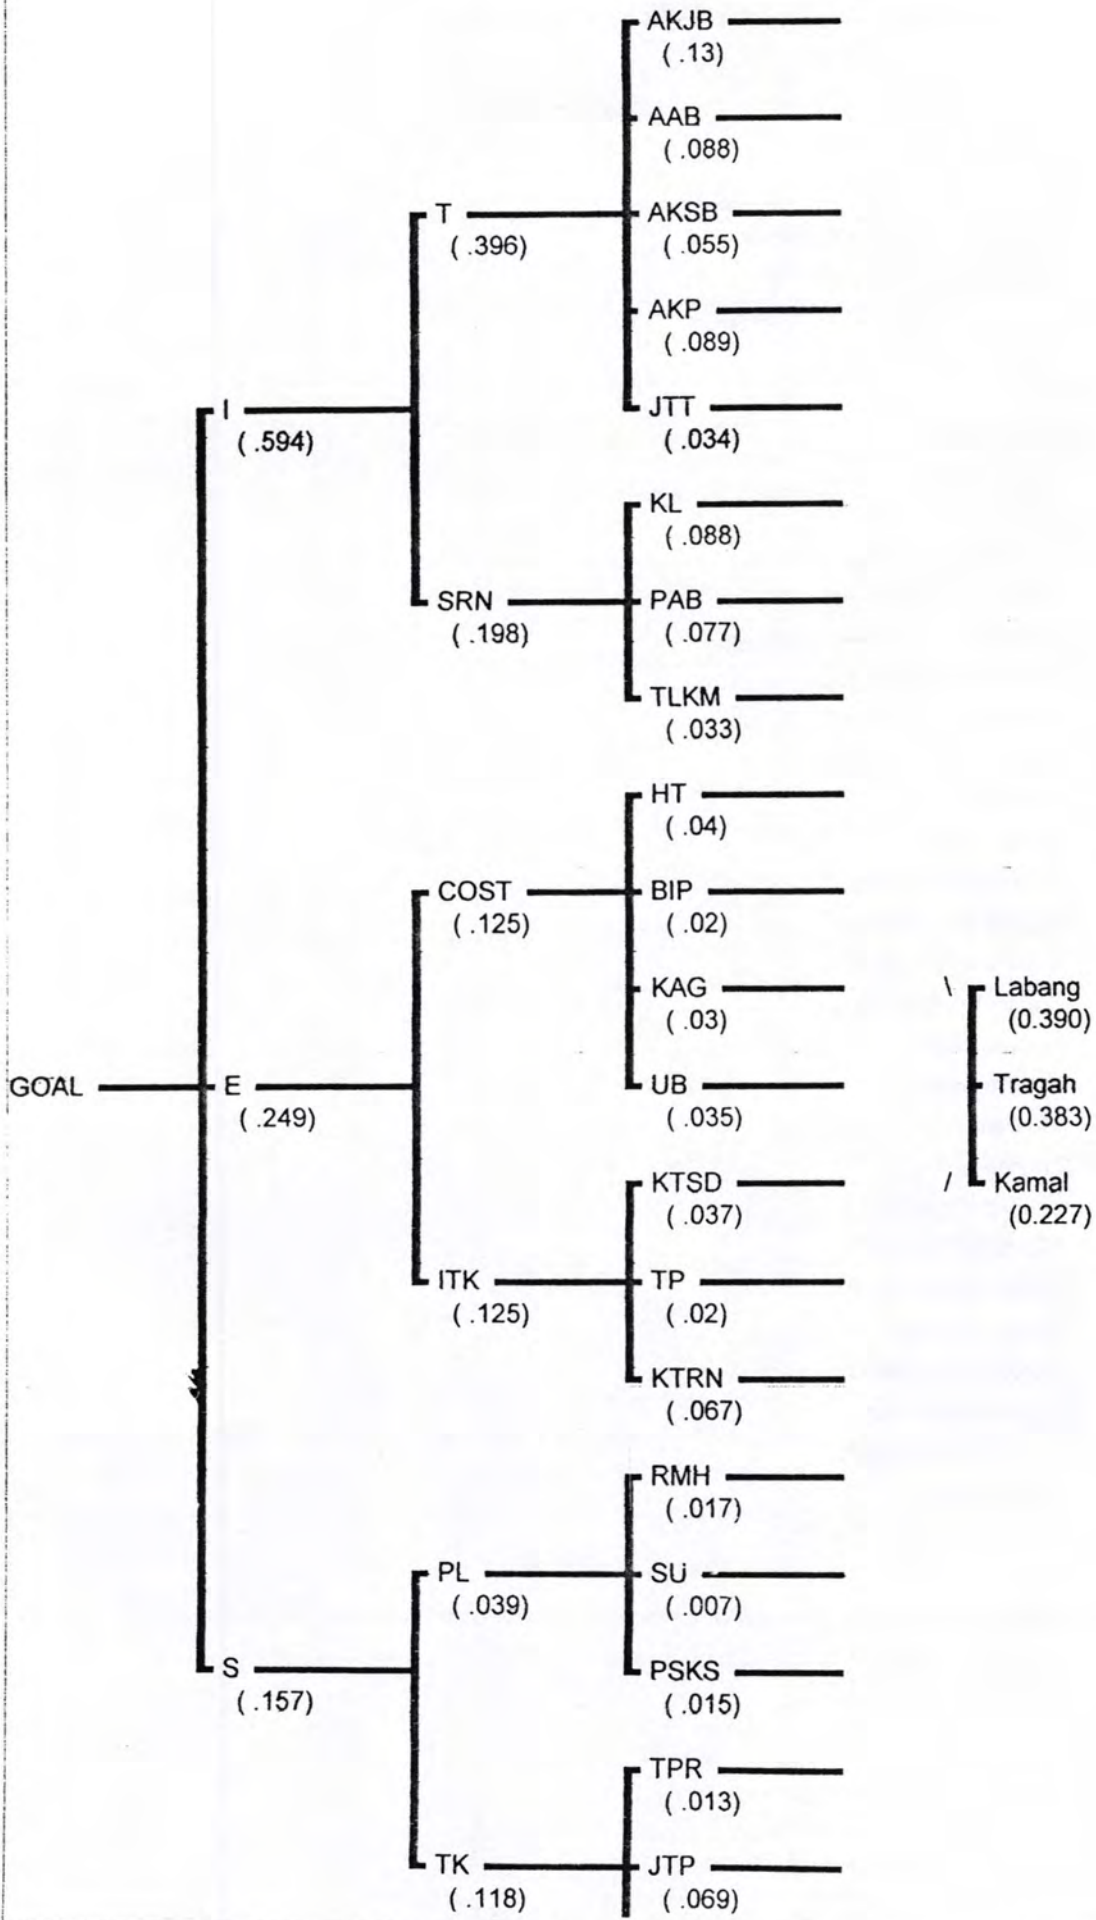 AKJB
( .13)
AAB
( .088)
T
AKSB
( .396)
( .055)
AKP
( .089)
I
JTT
( .594)
( .034)
KL
( .088)
SRN
PAB
( .198)
( .077)
TLKM
( .033)
HT
( .04)
COST
BIP
( .125)
( .02)
KAG
\ Labang
( .03)
(0.390)
GOAL
E
UB
Tragah
( .249)
( .035)
(0.383)
KTSD
/ Kamal
( .037)
(0.227)
ITK
TP
( .125)
( .02)
KTRN
( .067)
RMH
( .017)
PL
SU
( .039)
( .007)
S
PSKS
( .157)
( .015)
TPR
( .013)
TK
JTP
( .118)
( .069)